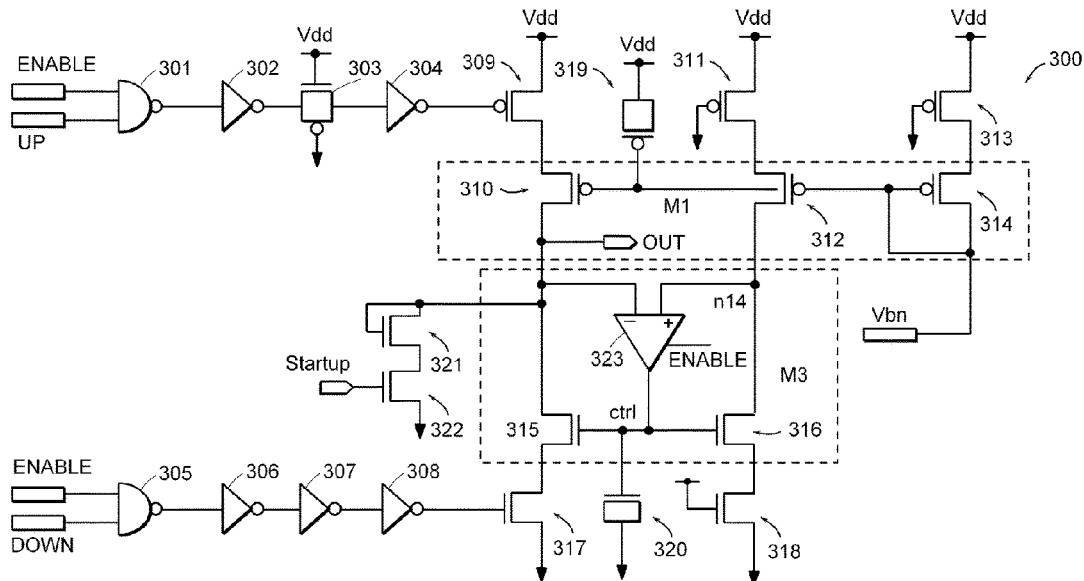 Vdd
Vdd
Vdd
Vdd
Vdd
ENABLE
301
302
303
304
309
319
311
300
UP
313
310
M1
312
314
OUT
n14
Vbn
−
+
323
ENABLE
321
Startup
M3
322
315
ctrl
316
ENABLE
305
306
307
308
DOWN
317
320
318